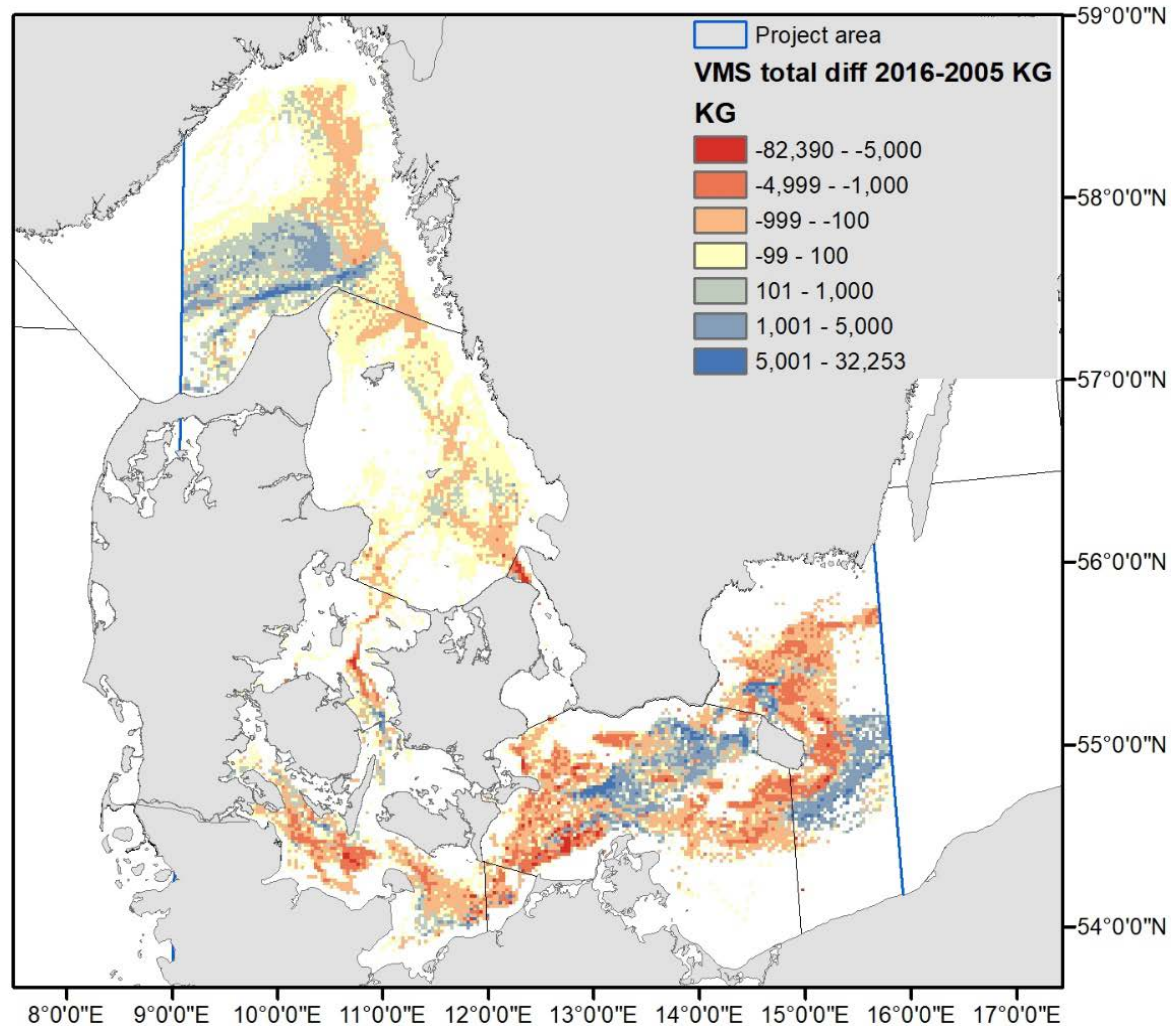 Project area
VMS total diff 2016-2005 KG
KG
-82,390 - -5,000
-4,999 - -1,000
-999 - -100
-99 - 100
101 - 1,000
1,001 - 5,000
5,001 - 32,253
59°0'0"N
58°0'0"N
57°0'0"N
56°0'0"N
55°0'0"N
54°0'0"N
8°0'0"E 9°0'0"E 10°0'0"E 11°0'0"E 12°0'0"E 13°0'0"E 14°0'0"E 15°0'0"E 16°0'0"E 17°0'0"E